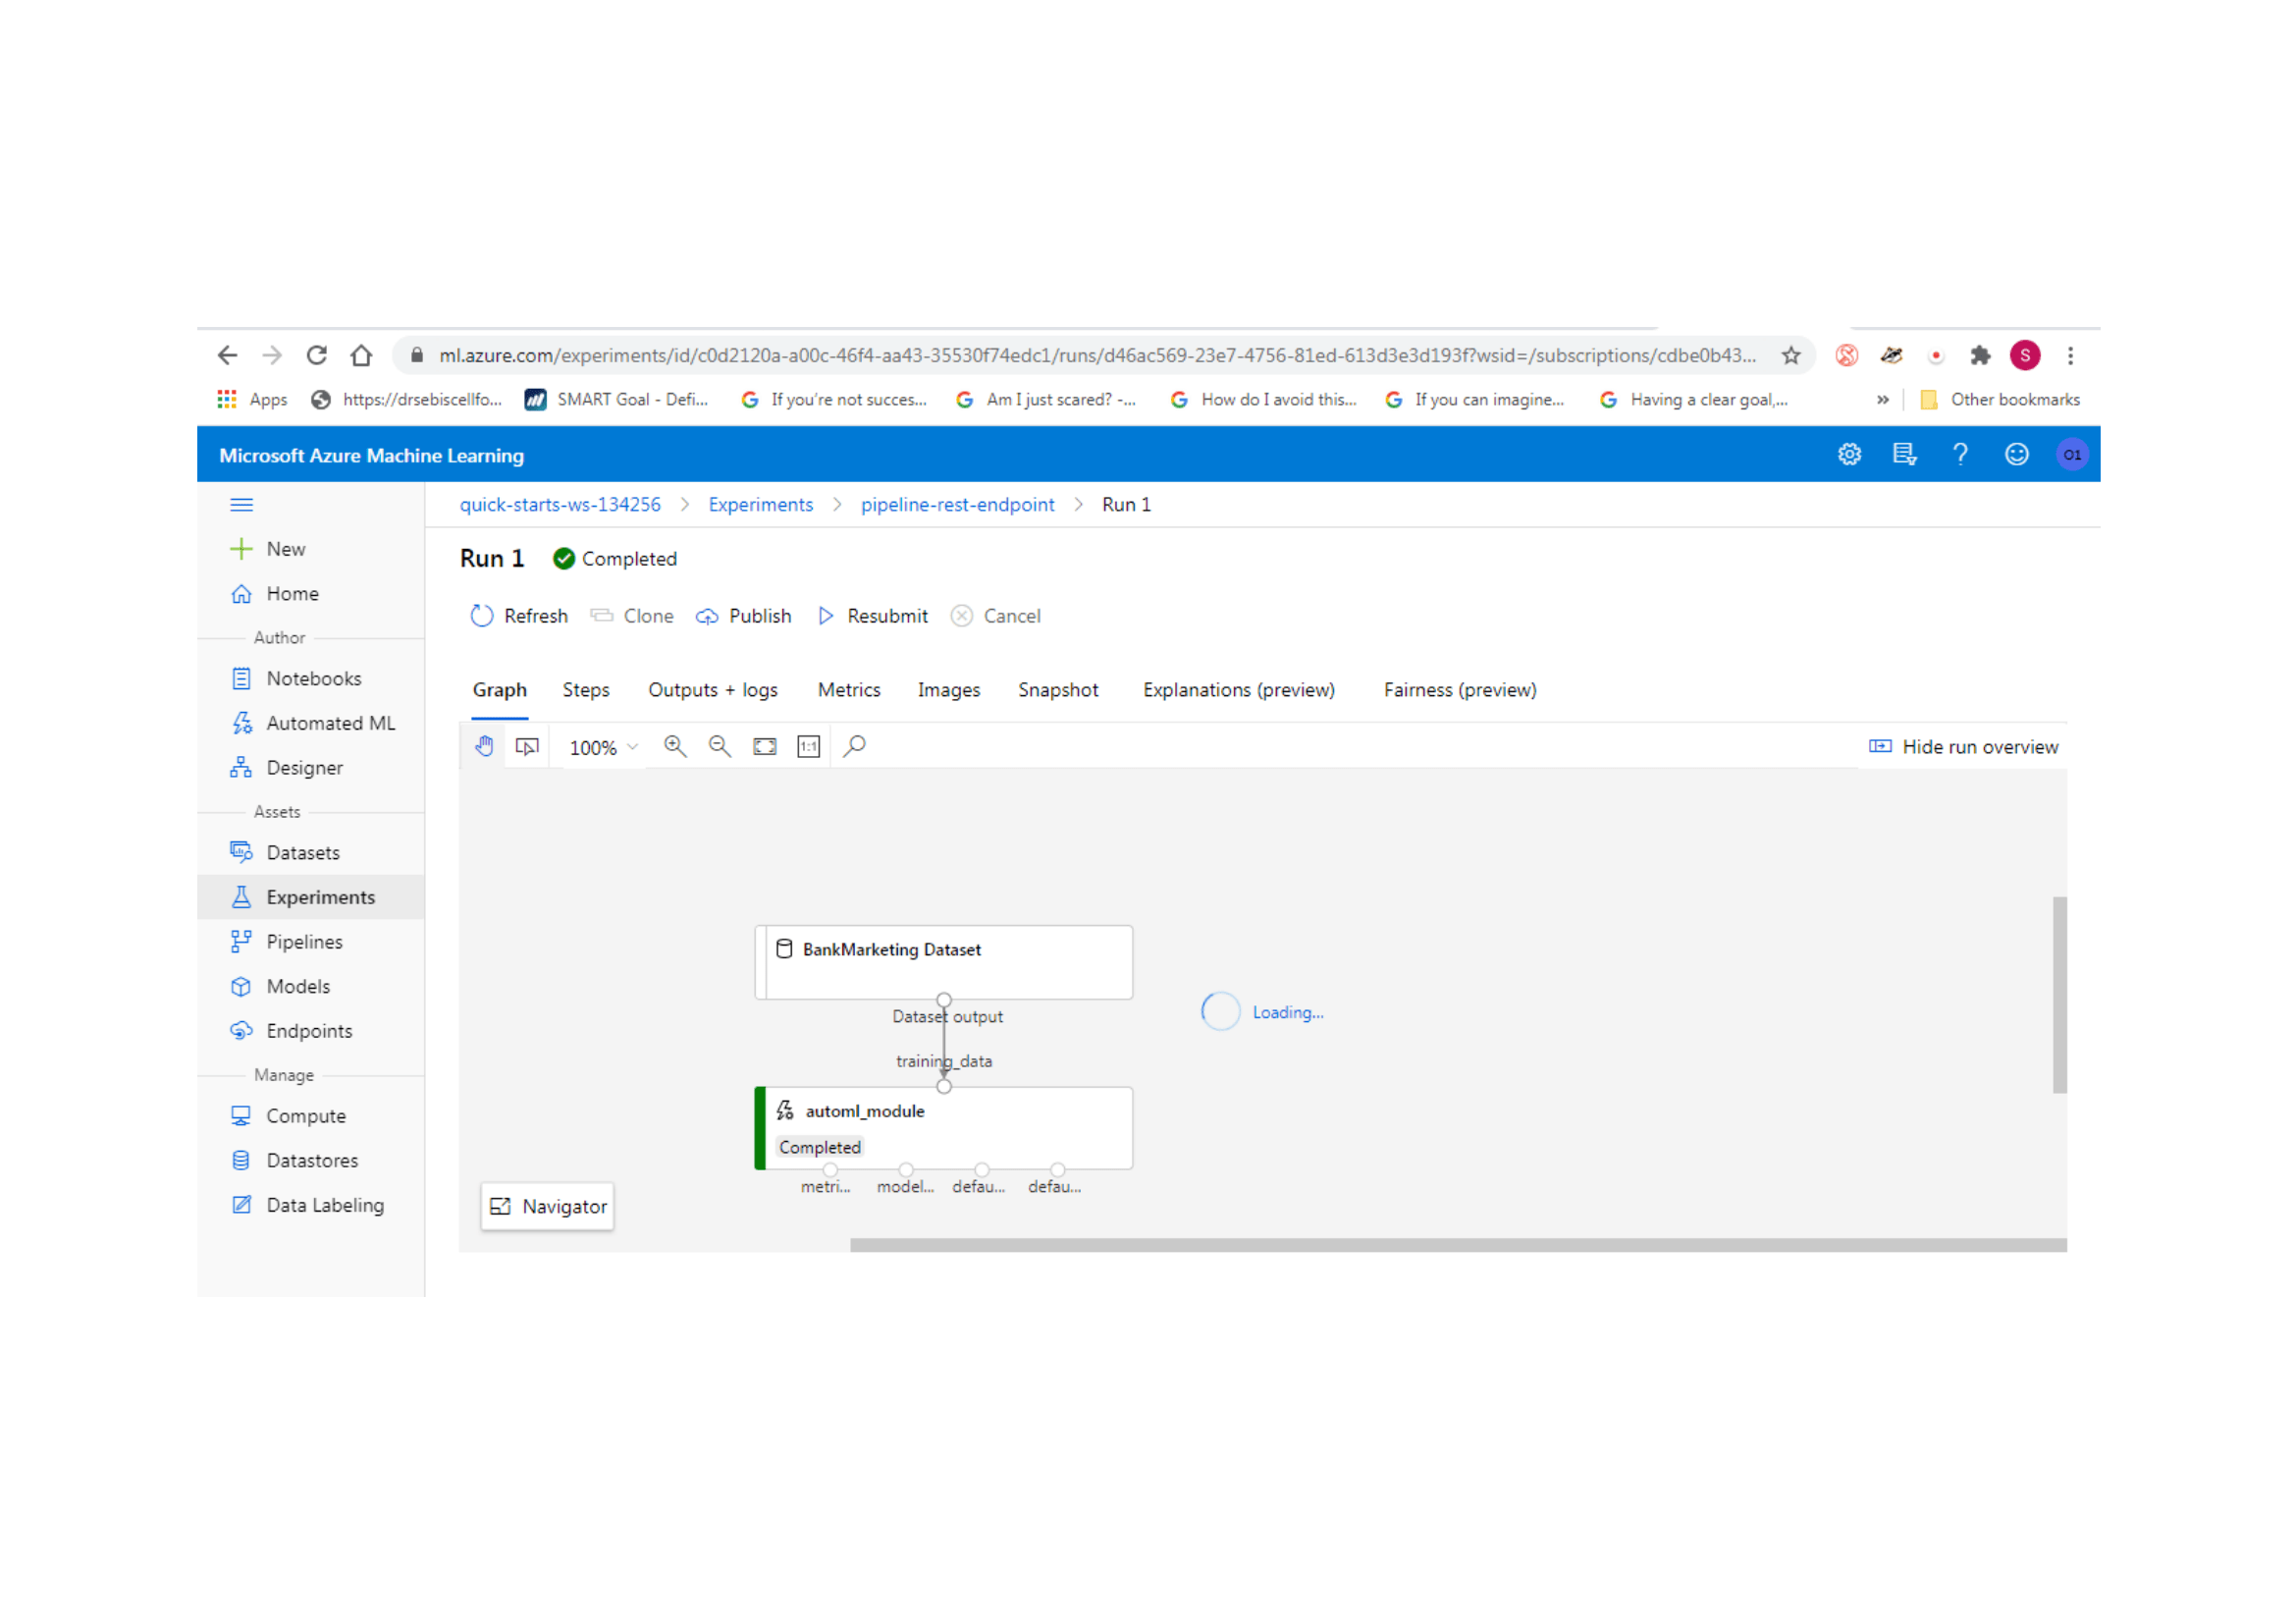 ml.azure.com/experiments/id/c0d2120a-a00c-46f4-aa43-35530f74edc1/runs/d46ac569-23e7-4756-81ed-613d3e3d193f?wsid=/subscriptions/cdbe0b43... S
Apps https://drsebiscellfo... SMART Goal - Defi... If you're not succes... Am I just scared? -... How do I avoid this... If you can imagine... Having a clear goal,... » Other bookmarks
Microsoft Azure Machine Learning ? O1
quick-starts-ws-134256 > Experiments > pipeline-rest-endpoint > Run 1
New
Home
Author
Notebooks
Automated ML
Designer
Assets
Datasets
Experiments
Pipelines
Models
Endpoints
Manage
Compute
Datastores
Data Labeling
Run 1 Completed
Refresh Clone Publish Resubmit Cancel
Graph Steps Outputs + logs Metrics Images Snapshot Explanations (preview) Fairness (preview)
100% 1:1 Hide run overview
BankMarketing Dataset
Dataset output
Loading...
training_data
automl_module
Completed
metri... model... defau... defau...
Navigator